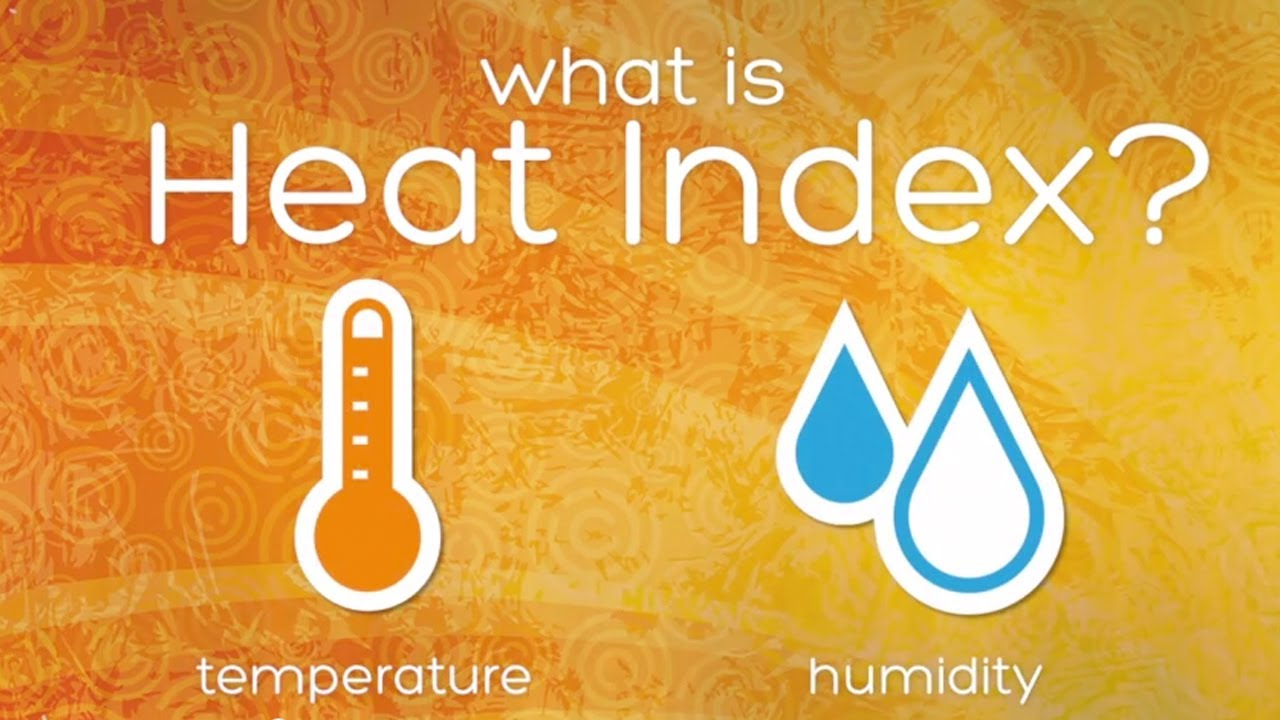 what is
Heat Index?
temperature
humidity